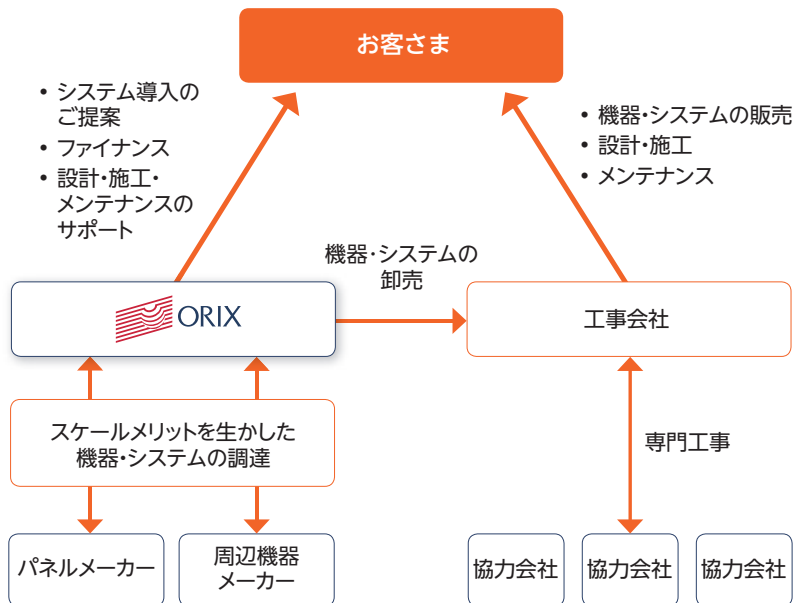 お客さま
• システム導入の
ご提案
• ファイナンス
• 設計・施工・
メンテナンスの
サポート
• 機器・システムの販売
• 設計・施工
• メンテナンス
機器・システムの
卸売
ORIX
工事会社
スケールメリットを生かした
機器・システムの調達
専門工事
パネルメーカー
周辺機器
メーカー
協力会社
協力会社
協力会社